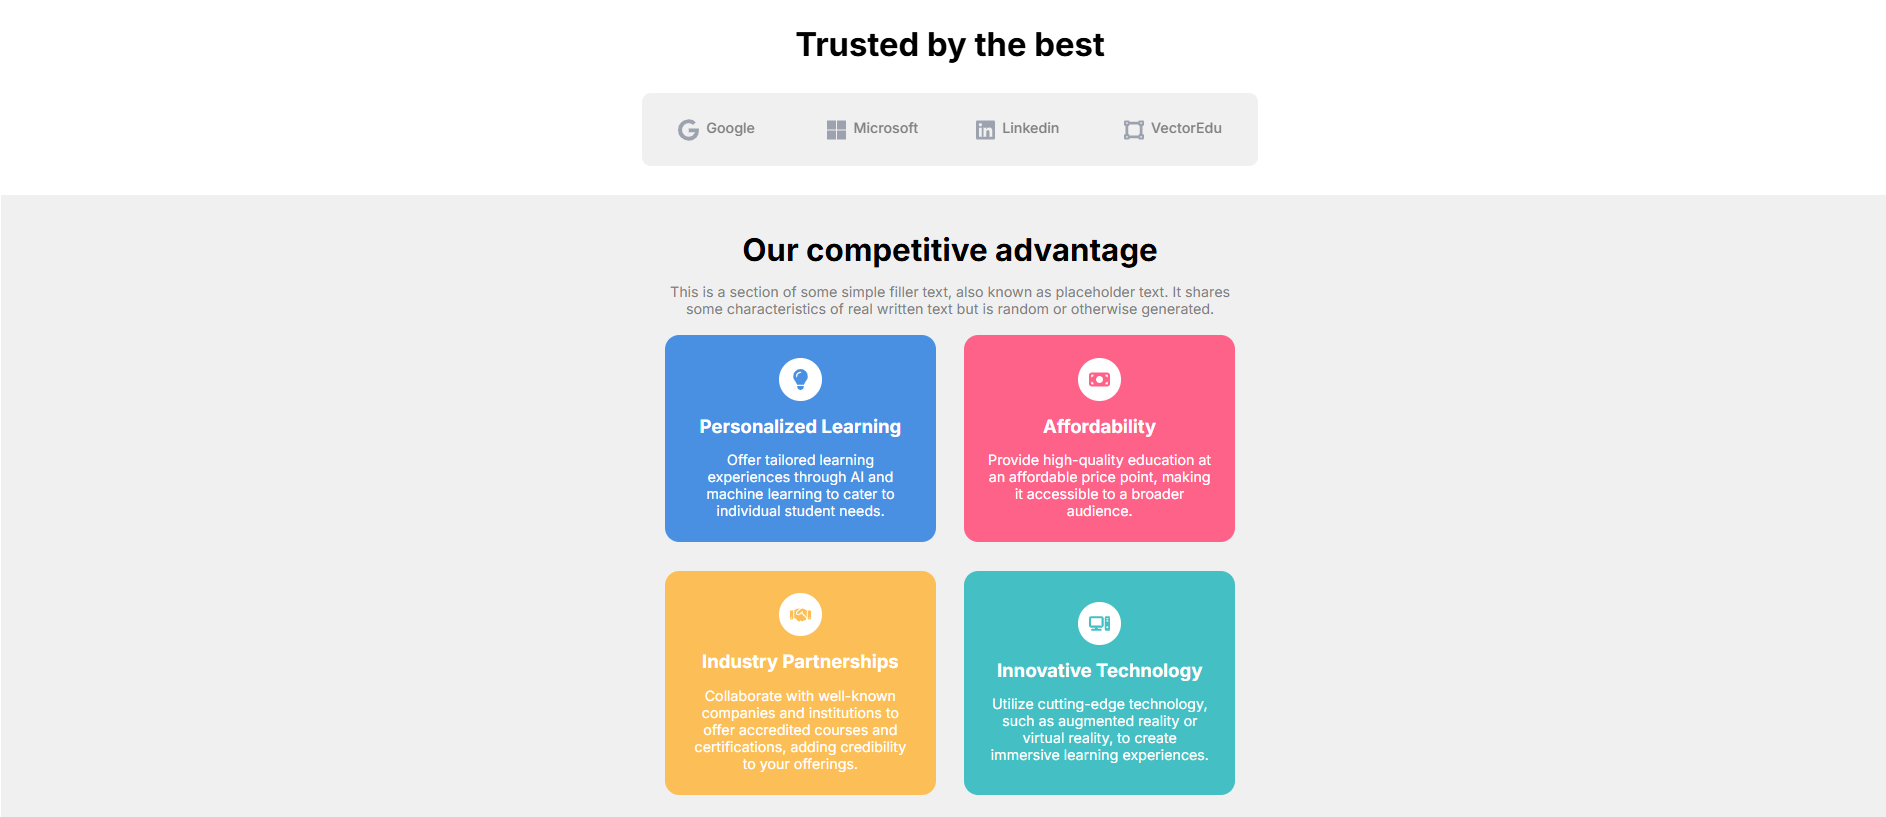 Trusted by the best
Google
Microsoft
Linkedin
VectorEdu
Our competitive advantage
This is a section of some simple filler text, also known as placeholder text. It shares
some characteristics of real written text but is random or otherwise generated.
Personalized Learning
Offer tailored learning
experiences through AI and
machine learning to cater to
individual student needs.
Affordability
Provide high-quality education at
an affordable price point, making
it accessible to a broader
audience.
Industry Partnerships
Collaborate with well-known
companies and institutions to
offer accredited courses and
certifications, adding credibility
to your offerings.
Innovative Technology
Utilize cutting-edge technology,
such as augmented reality or
virtual reality, to create
immersive learning experiences.